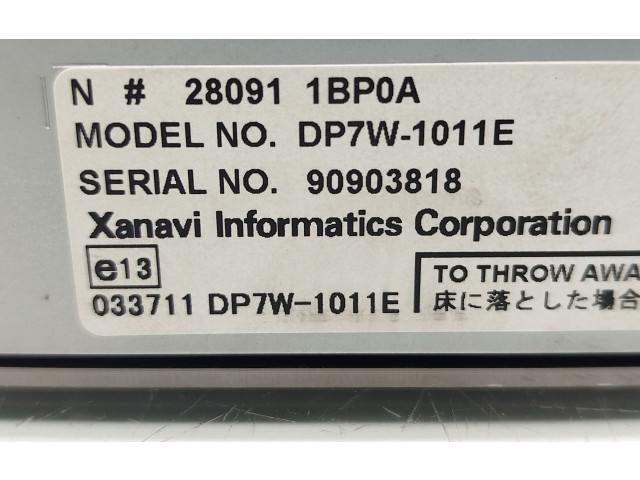 N # 28091 1BP0A
MODEL NO. DP7W-1011E
SERIAL NO. 90903818
Xanavi Informatics Corporation
e13
033711 DP7W-1011E
TO THROW AWA
床に落とした場合